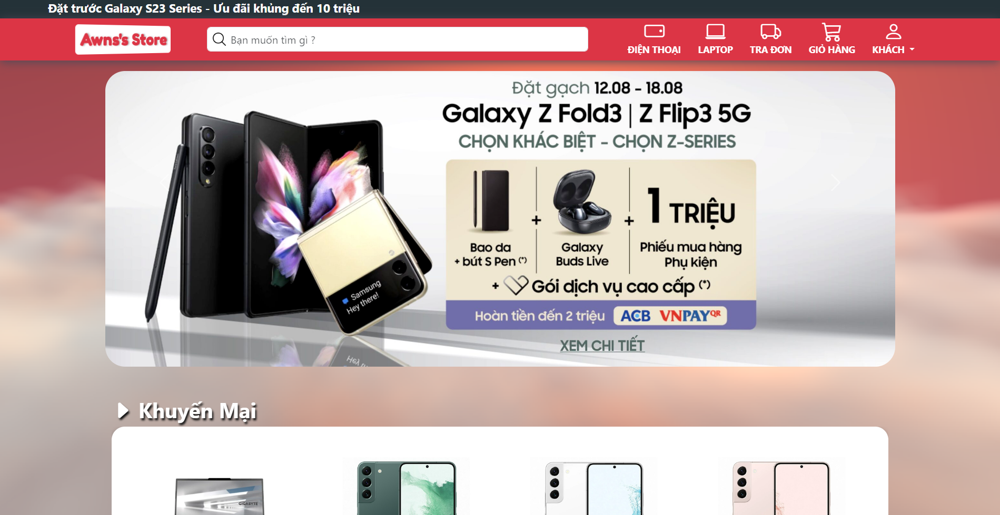 Đặt trước Galaxy S23 Series - Ưu đãi khủng đến 10 triệu
Awns's Store
Bạn muốn tìm gì ?
ĐIỆN THOẠI
LAPTOP
TRA ĐƠN
GIỎ HÀNG
KHÁCH
Đặt gạch 12.08 - 18.08
Galaxy Z Fold3 | Z Flip3 5G
CHỌN KHÁC BIỆT - CHỌN Z-SERIES
Bao da
+ bút S Pen (*)
+
Galaxy
Buds Live
+
1 TRIỆU
Phiếu mua hàng
Phụ kiện
+ Gói dịch vụ cao cấp (*)
Hoàn tiền đến 2 triệu ACB VNPAYQR
XEM CHI TIẾT
Samsung
Hey there!
Khuyến Mại
GIGABYTE